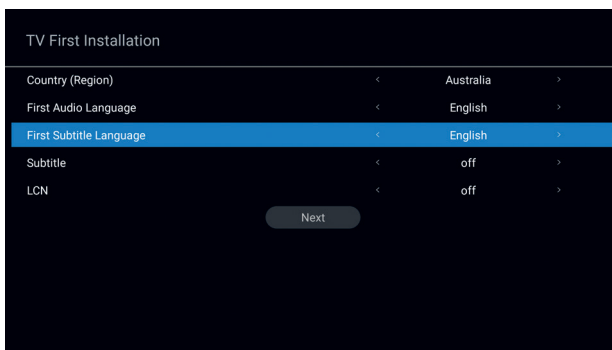 TV First Installation
Country (Region) < Australia >
First Audio Language < English >
First Subtitle Language < English >
Subtitle < off >
LCN < off >
Next